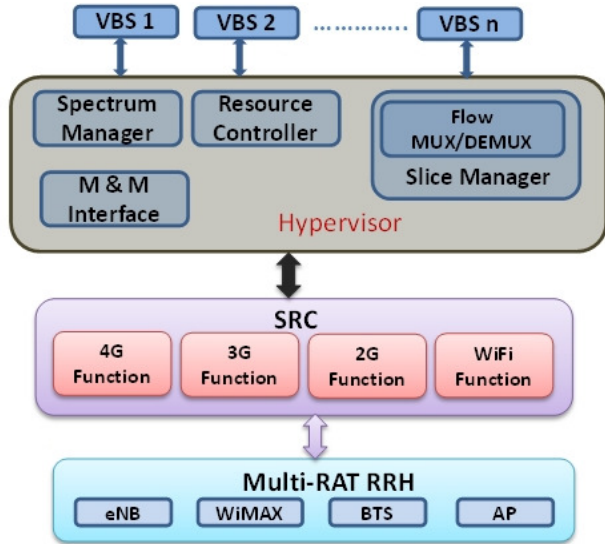 VBS 1
VBS 2
..............
VBS n
Spectrum
Manager
Resource
Controller
Flow
MUX/DEMUX
Slice Manager
M & M
Interface
Hypervisor
SRC
4G
Function
3G
Function
2G
Function
WiFi
Function
Multi-RAT RRH
eNB
WiMAX
BTS
AP